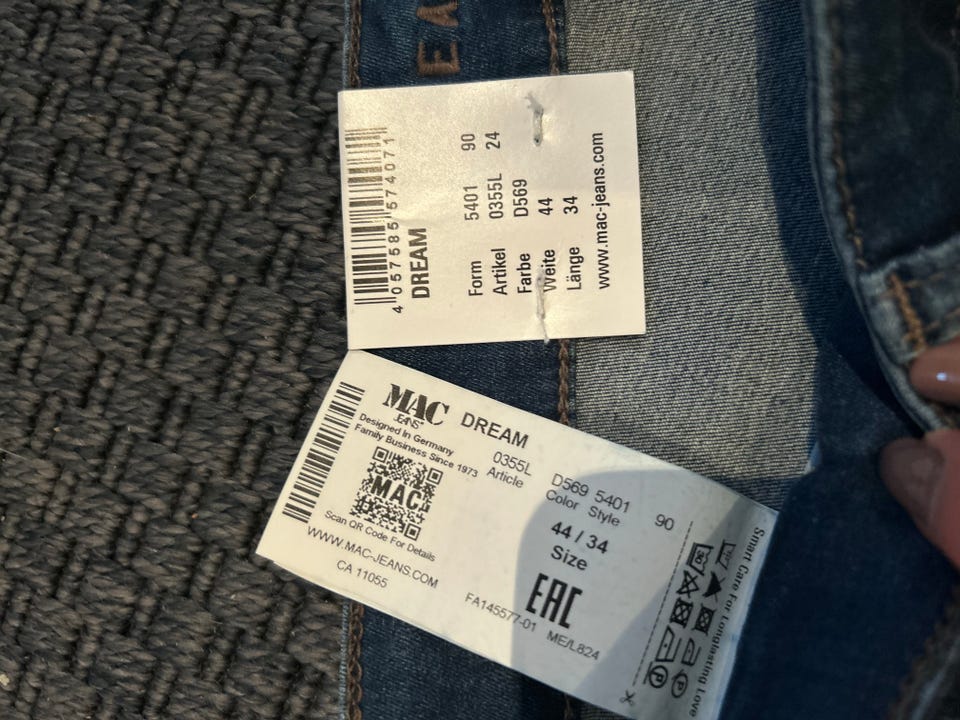 EA
4 057585 574071
DREAM
Form 5401 90
Artikel 0355L 24
Farbe D569
Weite 44
Länge 34
www.mac-jeans.com
MAC
JEANS
Designed In Germany
Family Business Since 1973
MAC
Scan QR Code For Details
WWW.MAC-JEANS.COM
CA 11055
DREAM
0355L D569 5401 90
Article Color Style
44 / 34
Size
EAC
FA145577-01 ME/L824
Smart Care For Longlasting Love